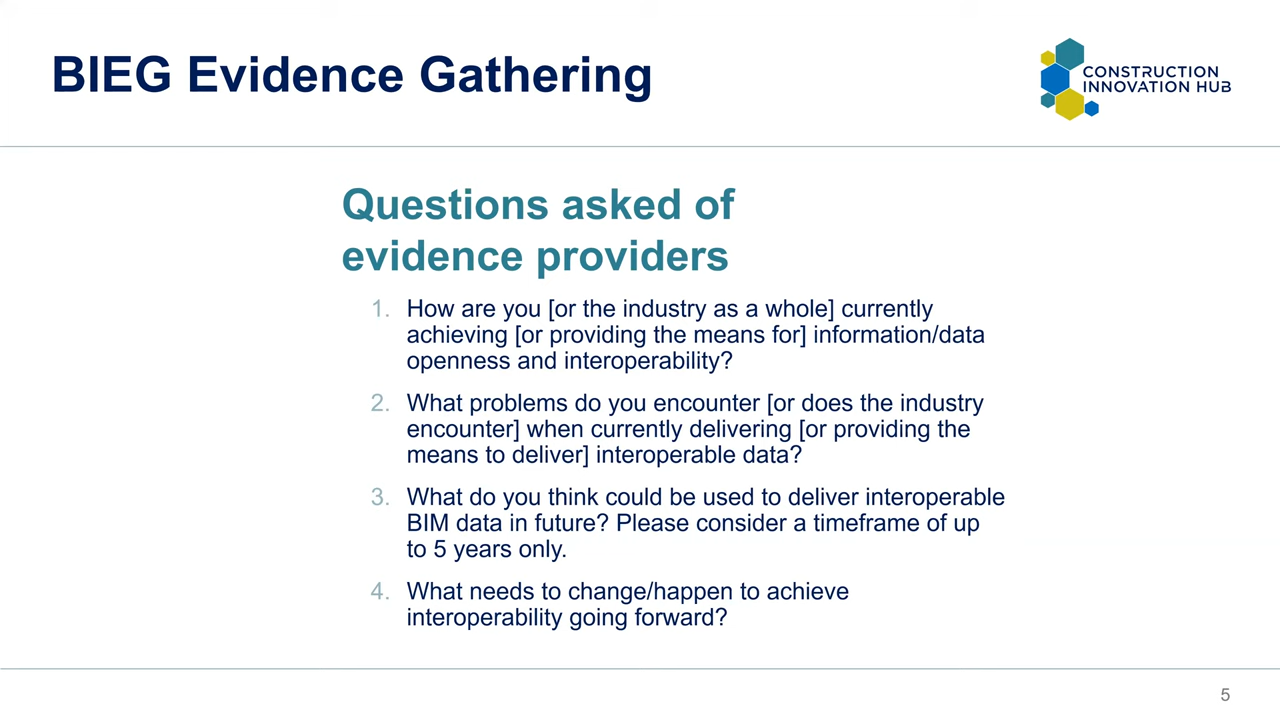 BIEG Evidence Gathering
CONSTRUCTION
INNOVATION HUB
Questions asked of
evidence providers
1. How are you [or the industry as a whole] currently
achieving [or providing the means for] information/data
openness and interoperability?
2. What problems do you encounter [or does the industry
encounter] when currently delivering [or providing the
means to deliver] interoperable data?
3. What do you think could be used to deliver interoperable
BIM data in future? Please consider a timeframe of up
to 5 years only.
4. What needs to change/happen to achieve
interoperability going forward?
5